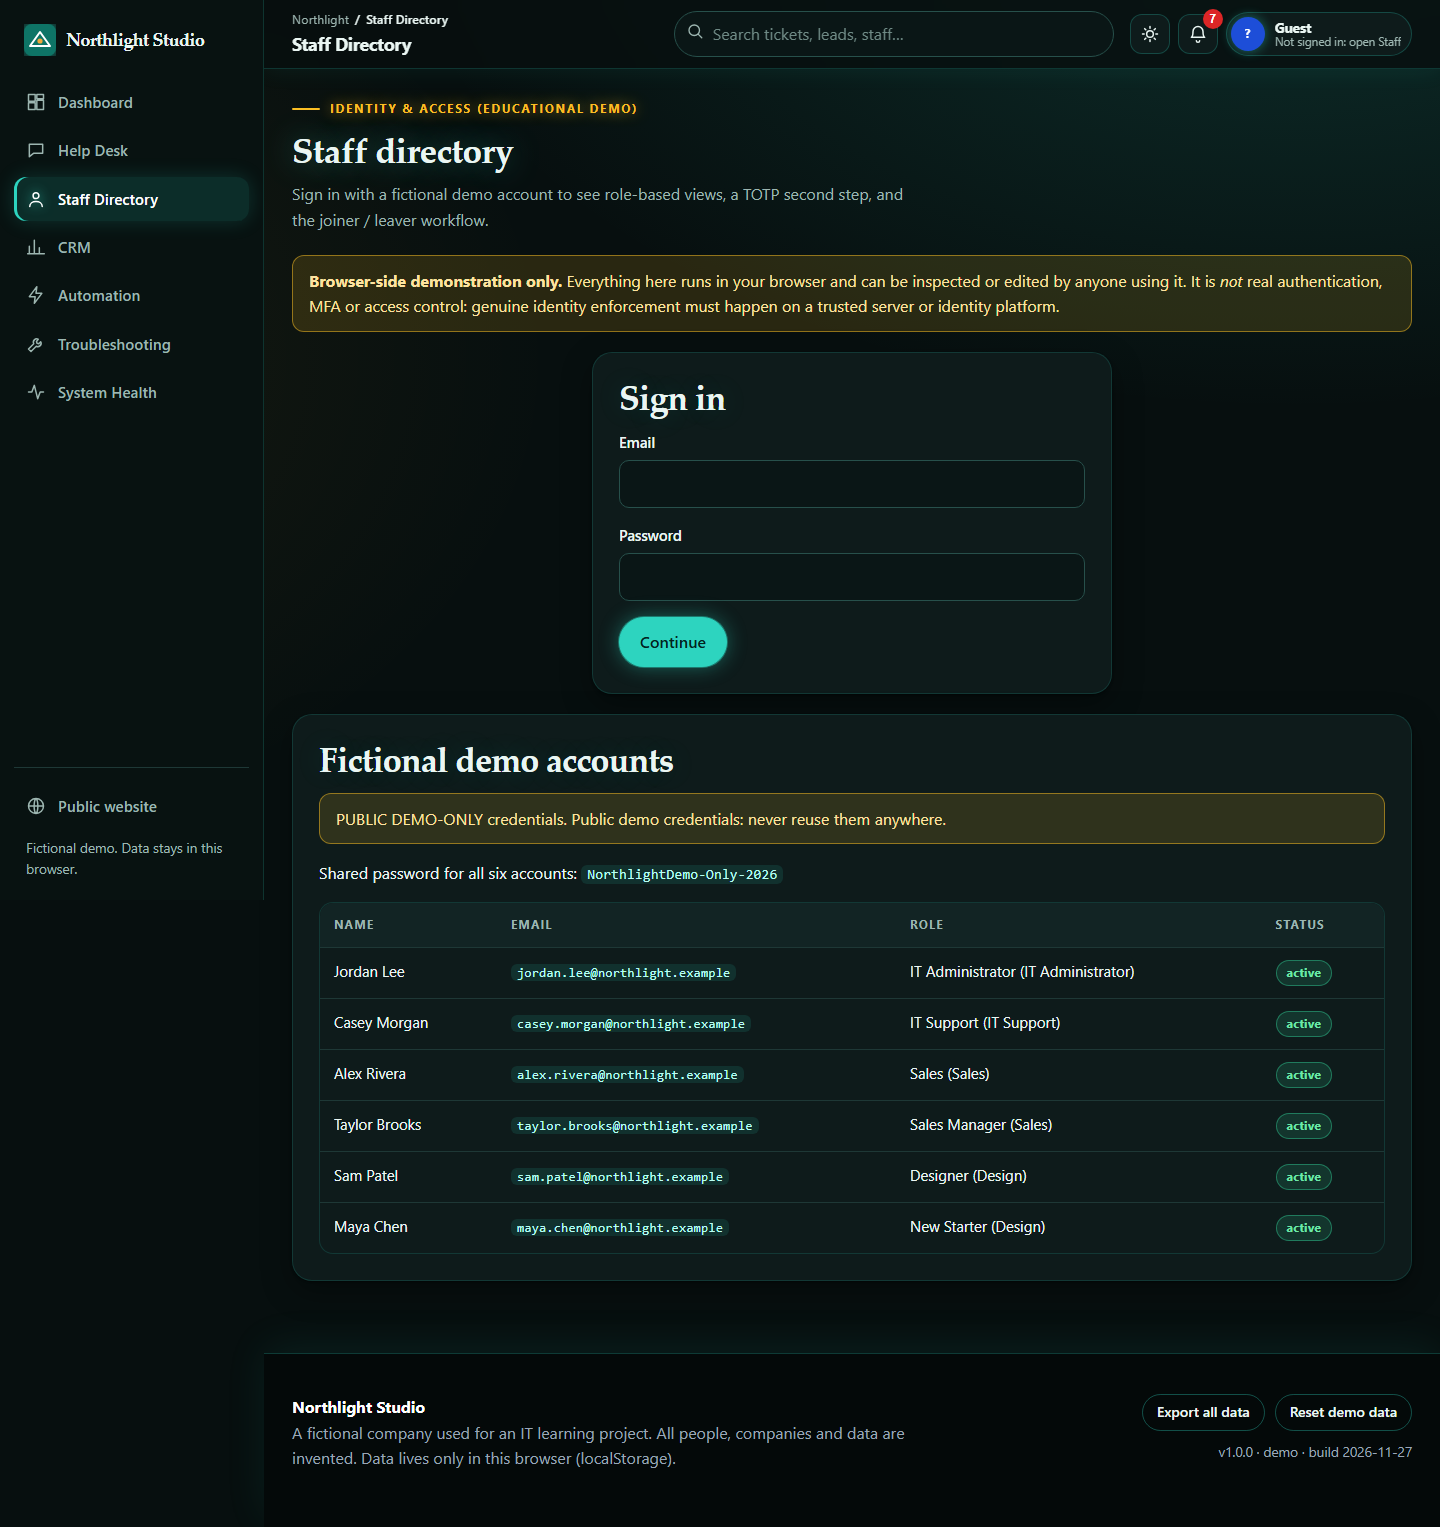 Northlight Studio
Dashboard
Help Desk
Staff Directory
CRM
Automation
Troubleshooting
System Health
Public website
Fictional demo. Data stays in this
browser.
Northlight / Staff Directory
Staff Directory
Search tickets, leads, staff...
7
?
Guest
Not signed in: open Staff
IDENTITY & ACCESS (EDUCATIONAL DEMO)
Staff directory
Sign in with a fictional demo account to see role-based views, a TOTP second step, and
the joiner / leaver workflow.
Browser-side demonstration only. Everything here runs in your browser and can be inspected or edited by anyone using it. It is not real authentication,
MFA or access control: genuine identity enforcement must happen on a trusted server or identity platform.
Sign in
Email
Password
Continue
Fictional demo accounts
PUBLIC DEMO-ONLY credentials. Public demo credentials: never reuse them anywhere.
Shared password for all six accounts: NorthlightDemo-Only-2026
NAME EMAIL ROLE STATUS
Jordan Lee jordan.lee@northlight.example IT Administrator (IT Administrator) active
Casey Morgan casey.morgan@northlight.example IT Support (IT Support) active
Alex Rivera alex.rivera@northlight.example Sales (Sales) active
Taylor Brooks taylor.brooks@northlight.example Sales Manager (Sales) active
Sam Patel sam.patel@northlight.example Designer (Design) active
Maya Chen maya.chen@northlight.example New Starter (Design) active
Northlight Studio
A fictional company used for an IT learning project. All people, companies and data are
invented. Data lives only in this browser (localStorage).
Export all data
Reset demo data
v1.0.0 · demo · build 2026-11-27